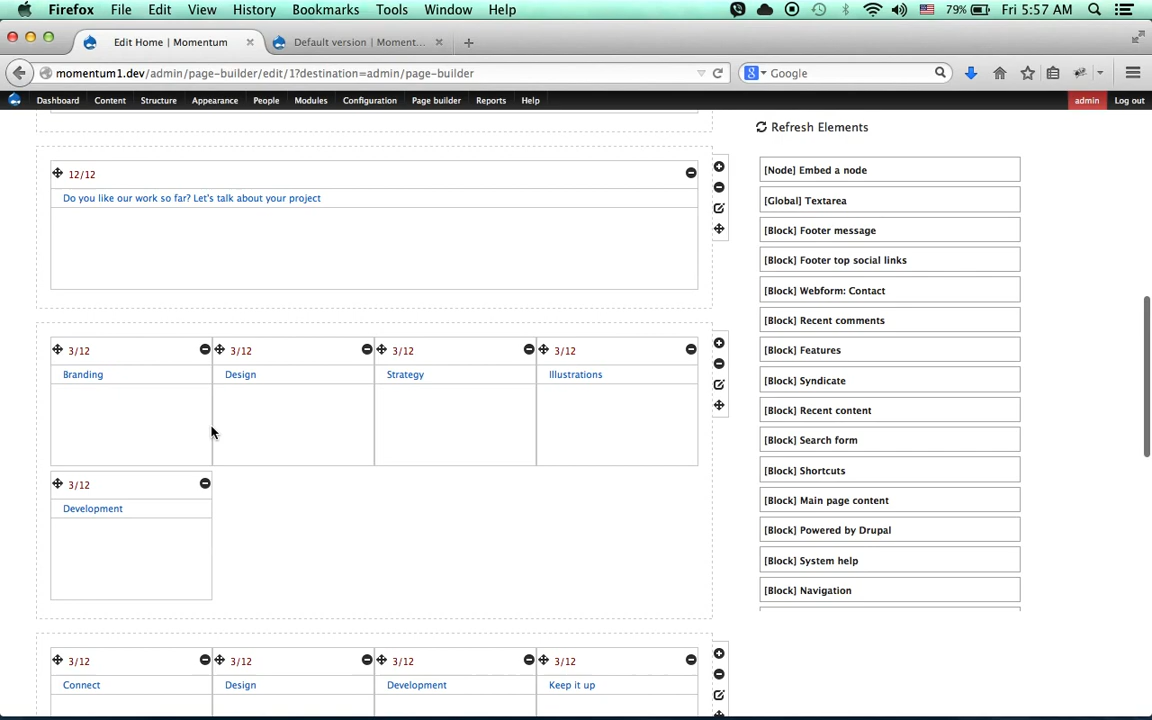 Firefox File Edit View History Bookmarks Tools Window Help 79% Fri 5:57 AM
Edit Home | Momentum Default version | Moment...
momentum1.dev/admin/page-builder/edit/1?destination=admin/page-builder Google
Dashboard Content Structure Appearance People Modules Configuration Page builder Reports Help admin Log out
Refresh Elements
12/12
Do you like our work so far? Let's talk about your project
3/12 3/12 3/12 3/12
Branding Design Strategy Illustrations
3/12
Development
3/12 3/12 3/12 3/12
Connect Design Development Keep it up
[Node] Embed a node
[Global] Textarea
[Block] Footer message
[Block] Footer top social links
[Block] Webform: Contact
[Block] Recent comments
[Block] Features
[Block] Syndicate
[Block] Recent content
[Block] Search form
[Block] Shortcuts
[Block] Main page content
[Block] Powered by Drupal
[Block] System help
[Block] Navigation